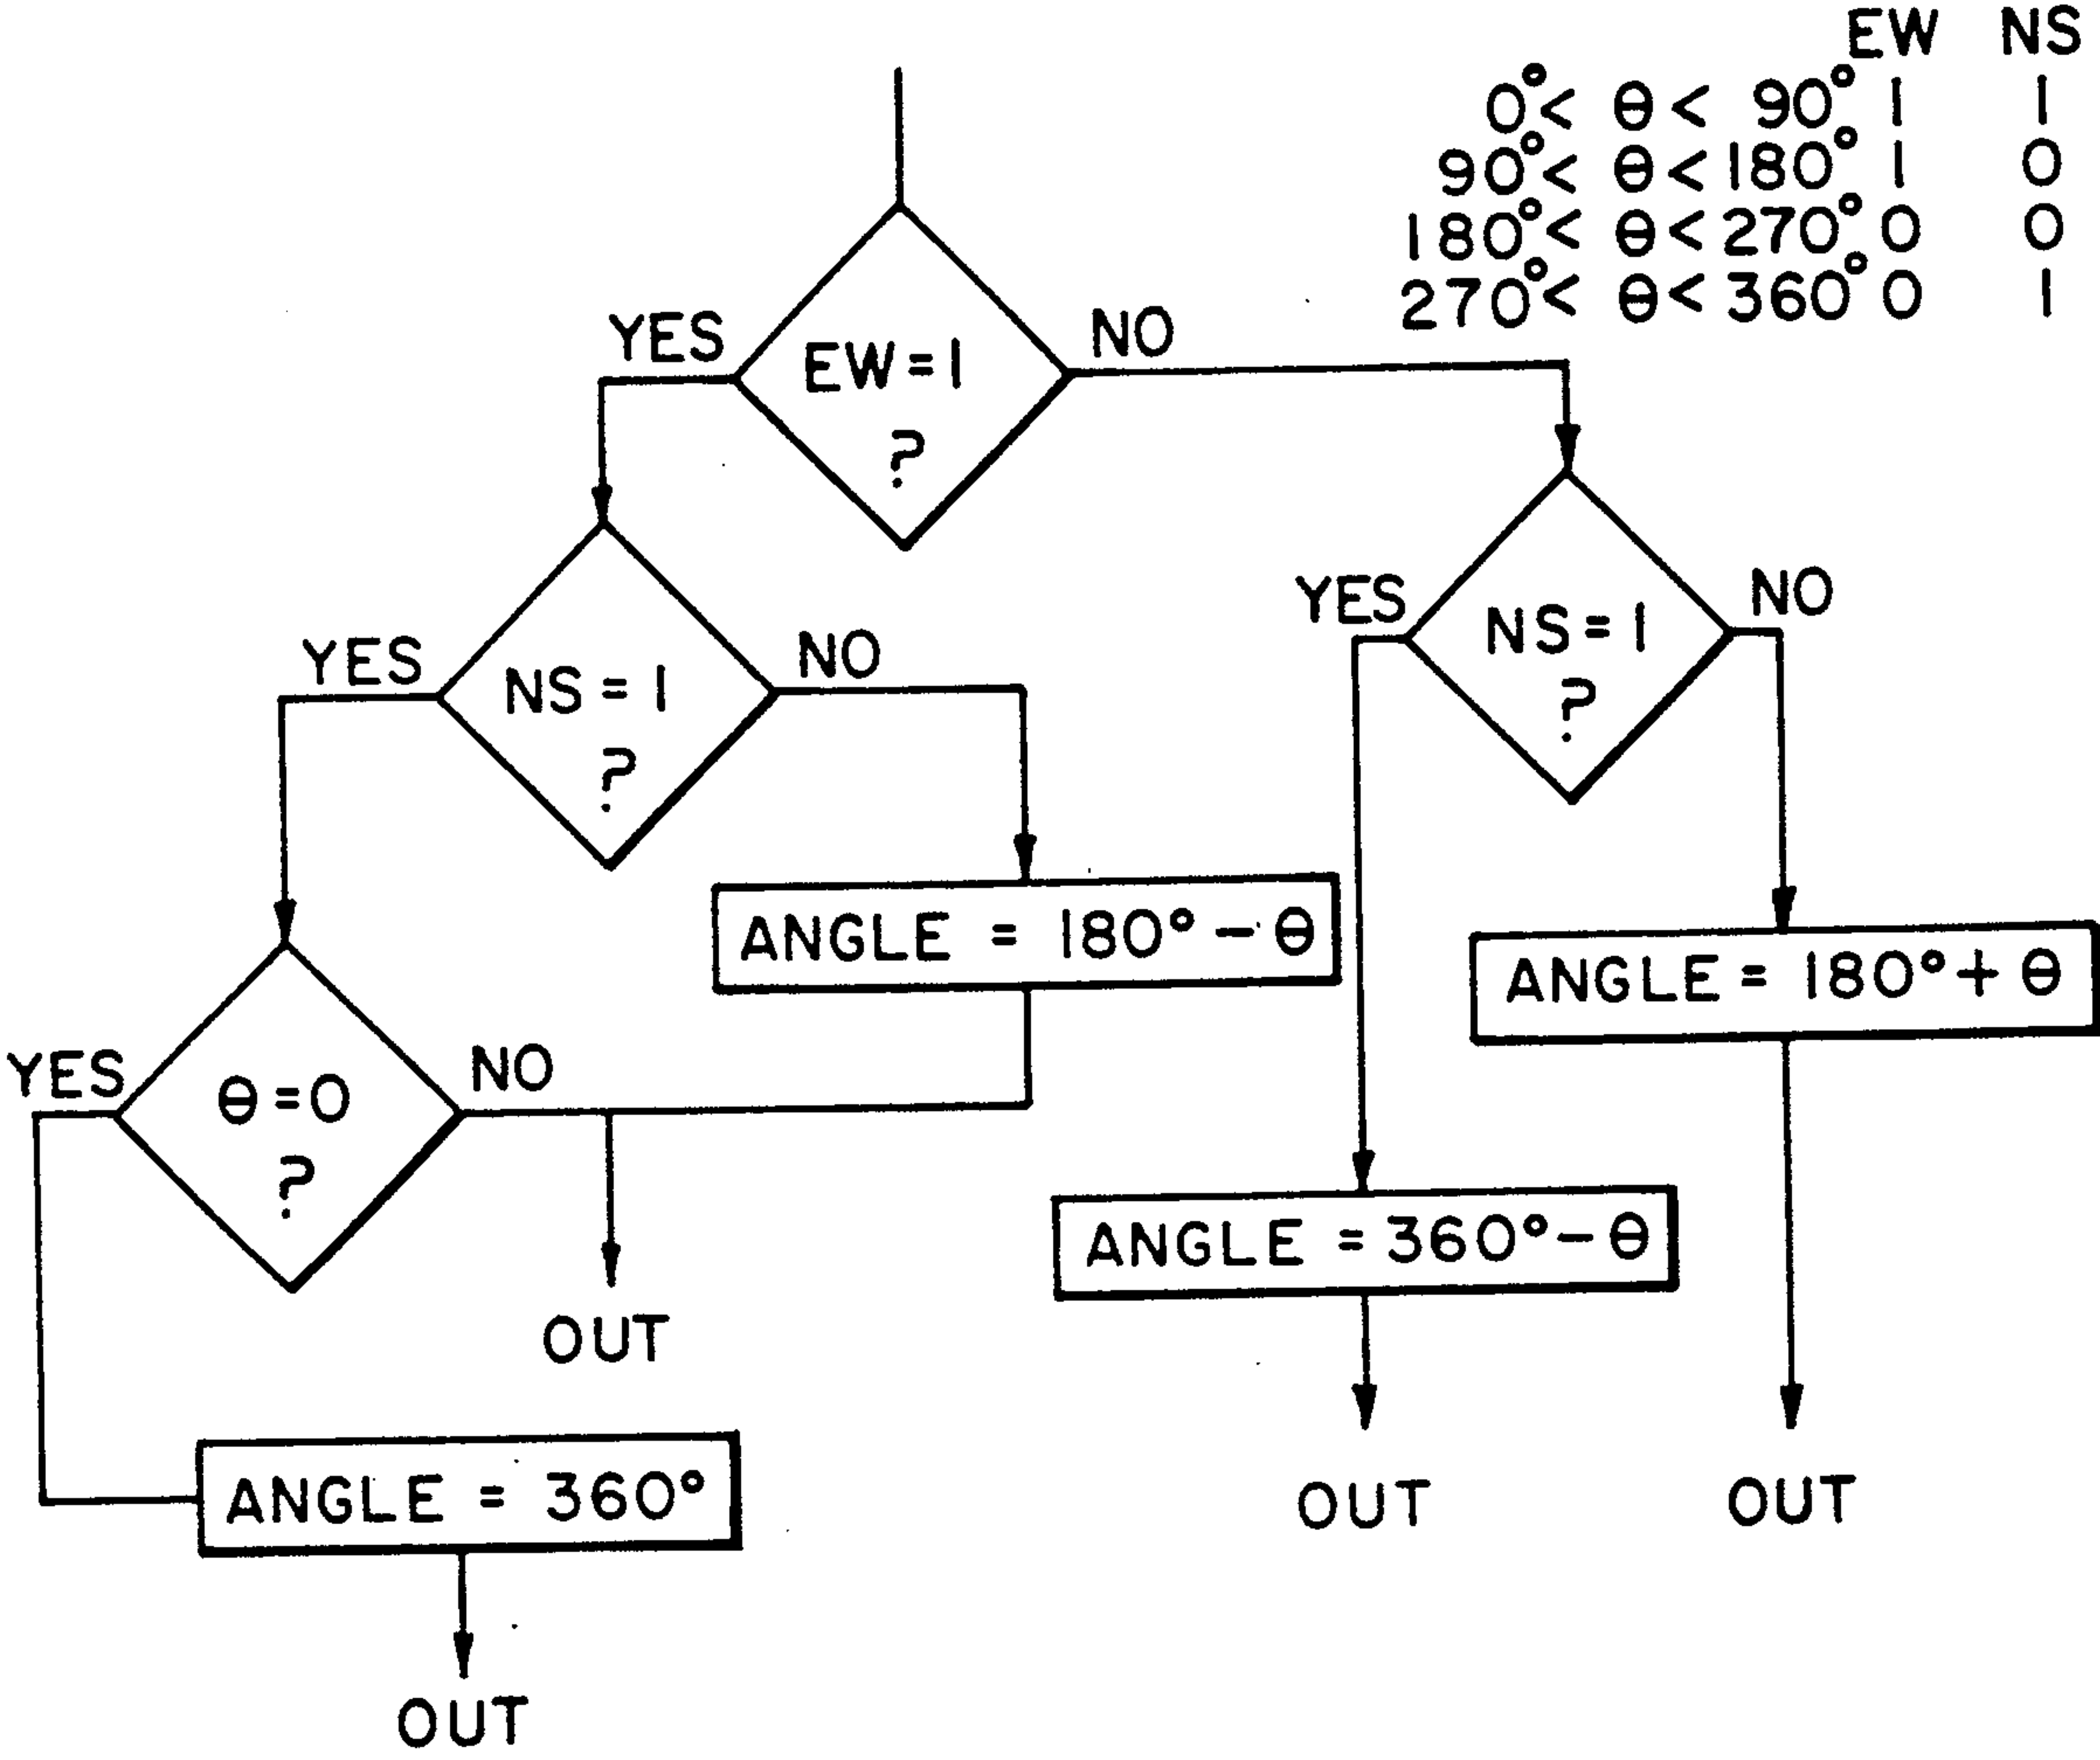 EW NS
0°< θ < 90° 1 1
90°< θ < 180° 1 0
180°< θ < 270° 0 0
270°< θ < 360° 0 1
YES
EW=1
?
NO
YES
NS=1
?
NO
YES
NS=1
?
NO
ANGLE = 180° - θ
ANGLE = 180° + θ
YES
θ=0
?
NO
ANGLE = 360° - θ
OUT
ANGLE = 360°
OUT
OUT
OUT